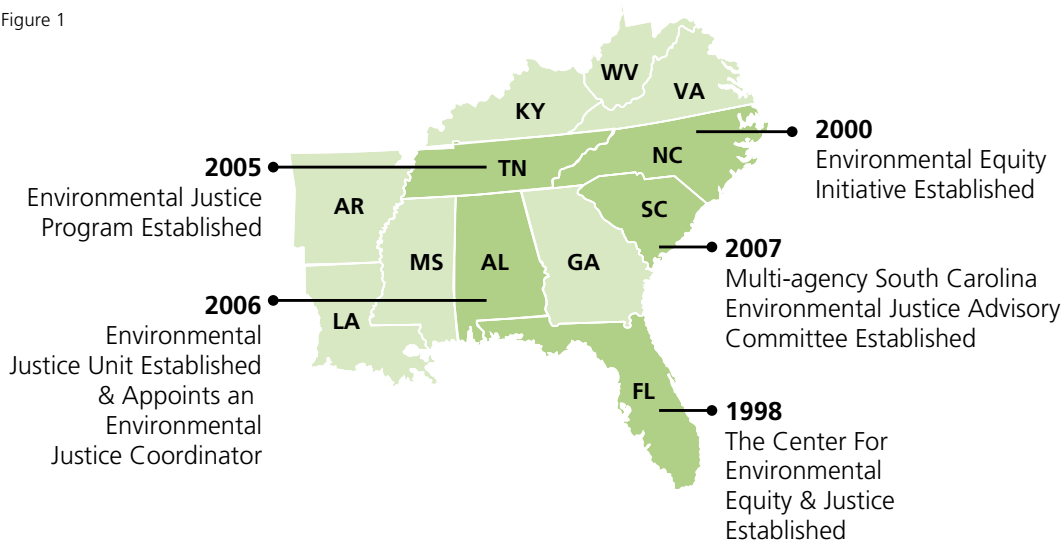 Figure 1
WV
VA
KY
2000
Environmental Equity
Initiative Established
NC
TN
2005
Environmental Justice
Program Established
AR
SC
2007
Multi-agency South Carolina
Environmental Justice Advisory
Committee Established
MS
AL
GA
2006
Environmental
Justice Unit Established
& Appoints an
Environmental
Justice Coordinator
LA
FL
1998
The Center For
Environmental
Equity & Justice
Established